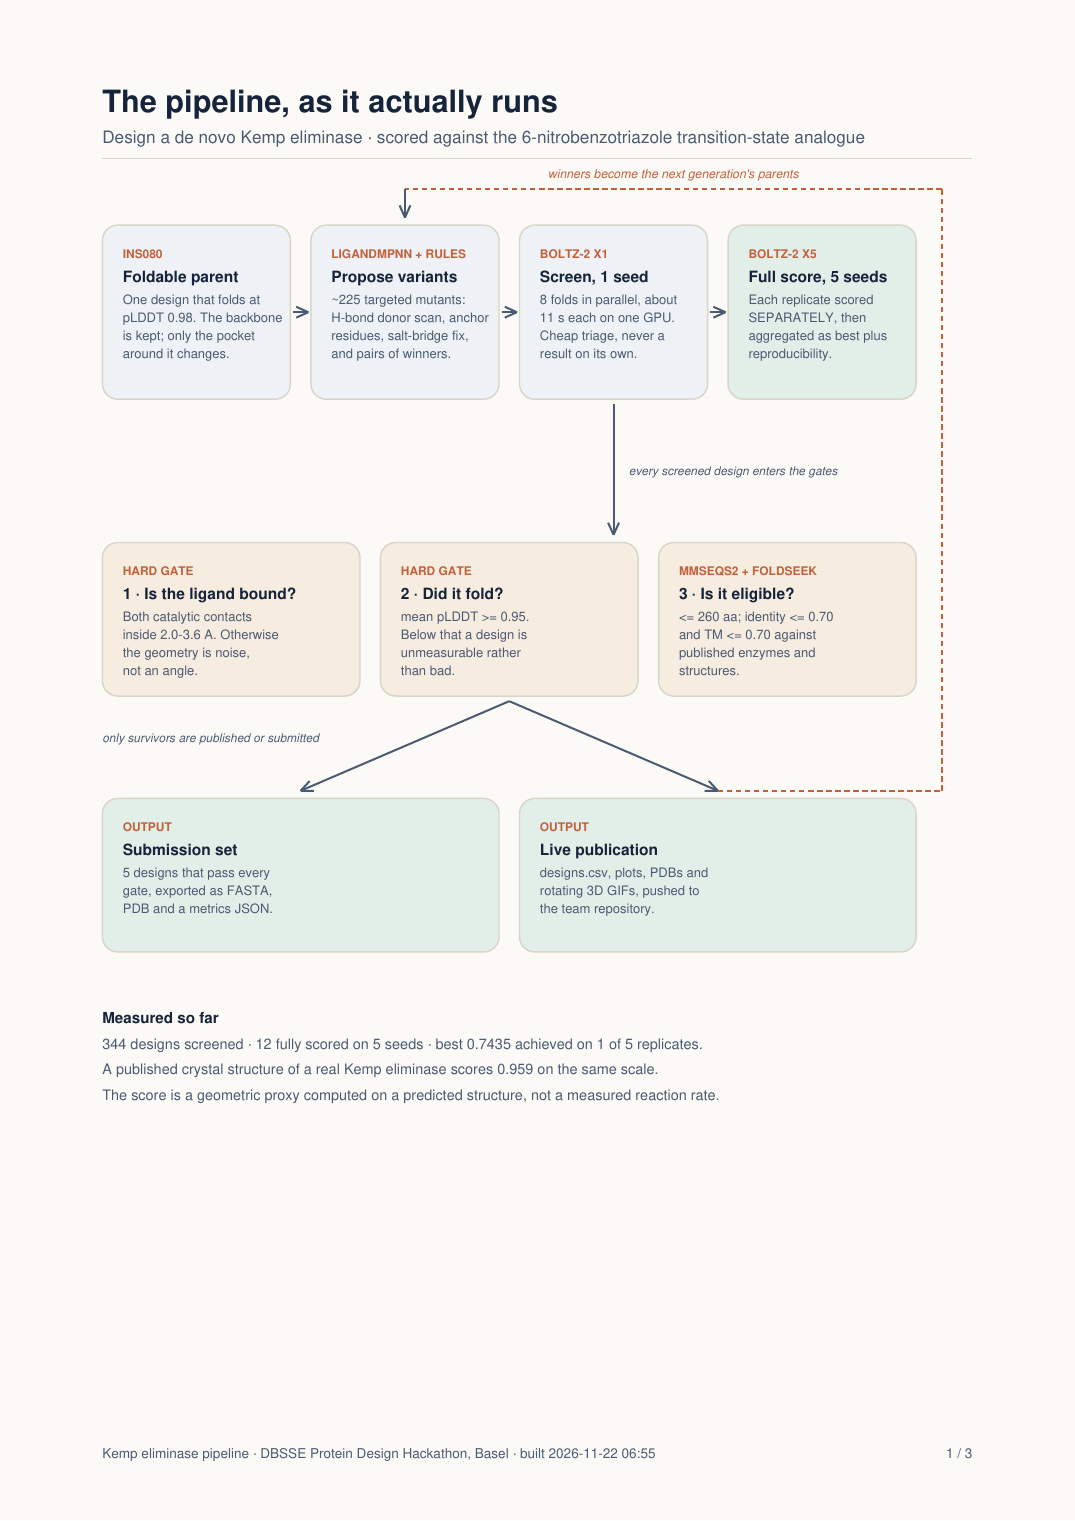 The pipeline, as it actually runs
Design a de novo Kemp eliminase · scored against the 6-nitrobenzotriazole transition-state analogue
winners become the next generation's parents
INS080
Foldable parent
One design that folds at
pLDDT 0.98. The backbone
is kept; only the pocket
around it changes.
LIGANDMPNN + RULES
Propose variants
~225 targeted mutants:
H-bond donor scan, anchor
residues, salt-bridge fix,
and pairs of winners.
BOLTZ-2 X1
Screen, 1 seed
8 folds in parallel, about
11 s each on one GPU.
Cheap triage, never a
result on its own.
BOLTZ-2 X5
Full score, 5 seeds
Each replicate scored
SEPARATELY, then
aggregated as best plus
reproducibility.
every screened design enters the gates
HARD GATE
1 · Is the ligand bound?
Both catalytic contacts
inside 2.0-3.6 A. Otherwise
the geometry is noise,
not an angle.
HARD GATE
2 · Did it fold?
mean pLDDT >= 0.95.
Below that a design is
unmeasurable rather
than bad.
MMSEQS2 + FOLDSEEK
3 · Is it eligible?
<= 260 aa; identity <= 0.70
and TM <= 0.70 against
published enzymes and
structures.
only survivors are published or submitted
OUTPUT
Submission set
5 designs that pass every
gate, exported as FASTA,
PDB and a metrics JSON.
OUTPUT
Live publication
designs.csv, plots, PDBs and
rotating 3D GIFs, pushed to
the team repository.
Measured so far
344 designs screened · 12 fully scored on 5 seeds · best 0.7435 achieved on 1 of 5 replicates.
A published crystal structure of a real Kemp eliminase scores 0.959 on the same scale.
The score is a geometric proxy computed on a predicted structure, not a measured reaction rate.
Kemp eliminase pipeline · DBSSE Protein Design Hackathon, Basel · built 2026-11-22 06:55
1 / 3